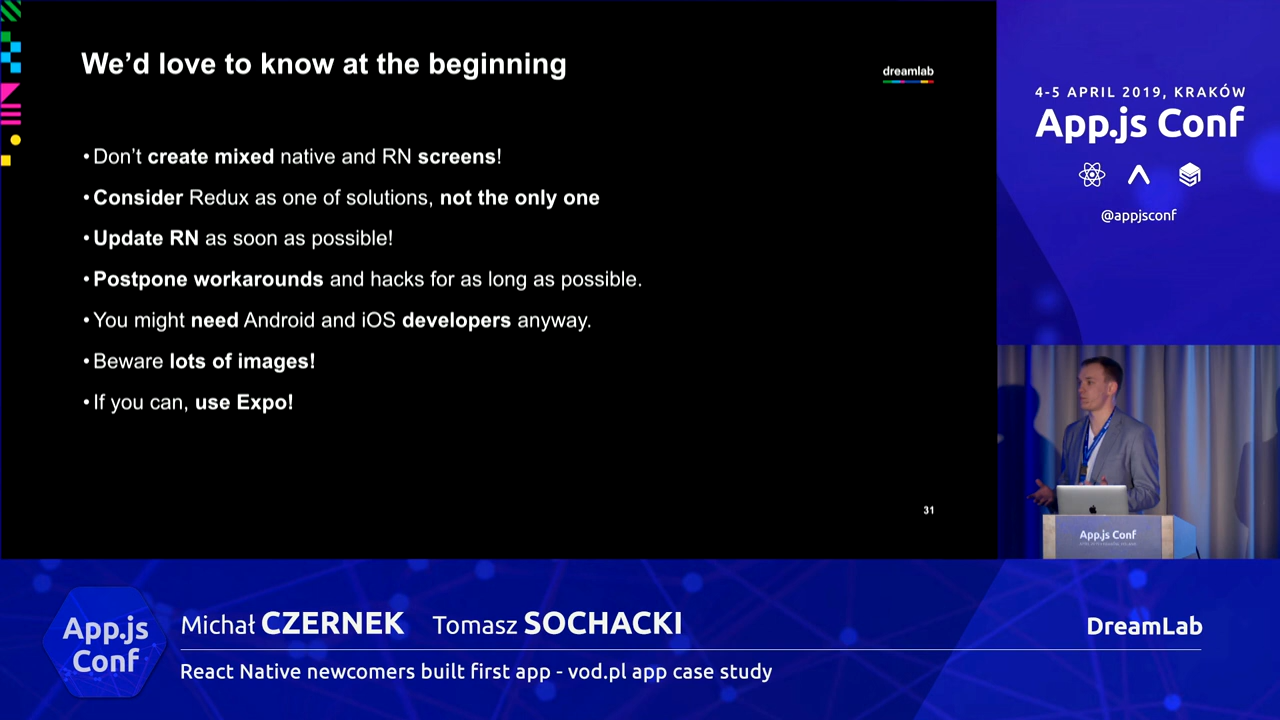 We’d love to know at the beginning
dreamlab
•Don’t create mixed native and RN screens!
•Consider Redux as one of solutions, not the only one
•Update RN as soon as possible!
•Postpone workarounds and hacks for as long as possible.
•You might need Android and iOS developers anyway.
•Beware lots of images!
•If you can, use Expo!
31
4-5 APRIL 2019, KRAKÓW
App.js Conf
@appjsconf
App.js Conf
App.js
Conf
Michał CZERNEK Tomasz SOCHACKI
DreamLab
React Native newcomers built first app - vod.pl app case study